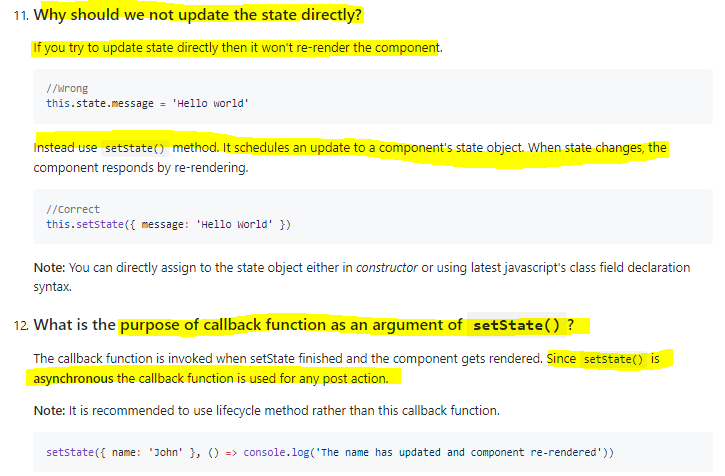 11. Why should we not update the state directly?
If you try to update state directly then it won't re-render the component.
//Wrong
this.state.message = 'Hello world'
Instead use setState() method. It schedules an update to a component's state object. When state changes, the
component responds by re-rendering.
//Correct
this.setState({ message: 'Hello World' })
Note: You can directly assign to the state object either in constructor or using latest javascript's class field declaration
syntax.
12. What is the purpose of callback function as an argument of setState() ?
The callback function is invoked when setState finished and the component gets rendered. Since setState() is
asynchronous the callback function is used for any post action.
Note: It is recommended to use lifecycle method rather than this callback function.
setState({ name: 'John' }, () => console.log('The name has updated and component re-rendered'))